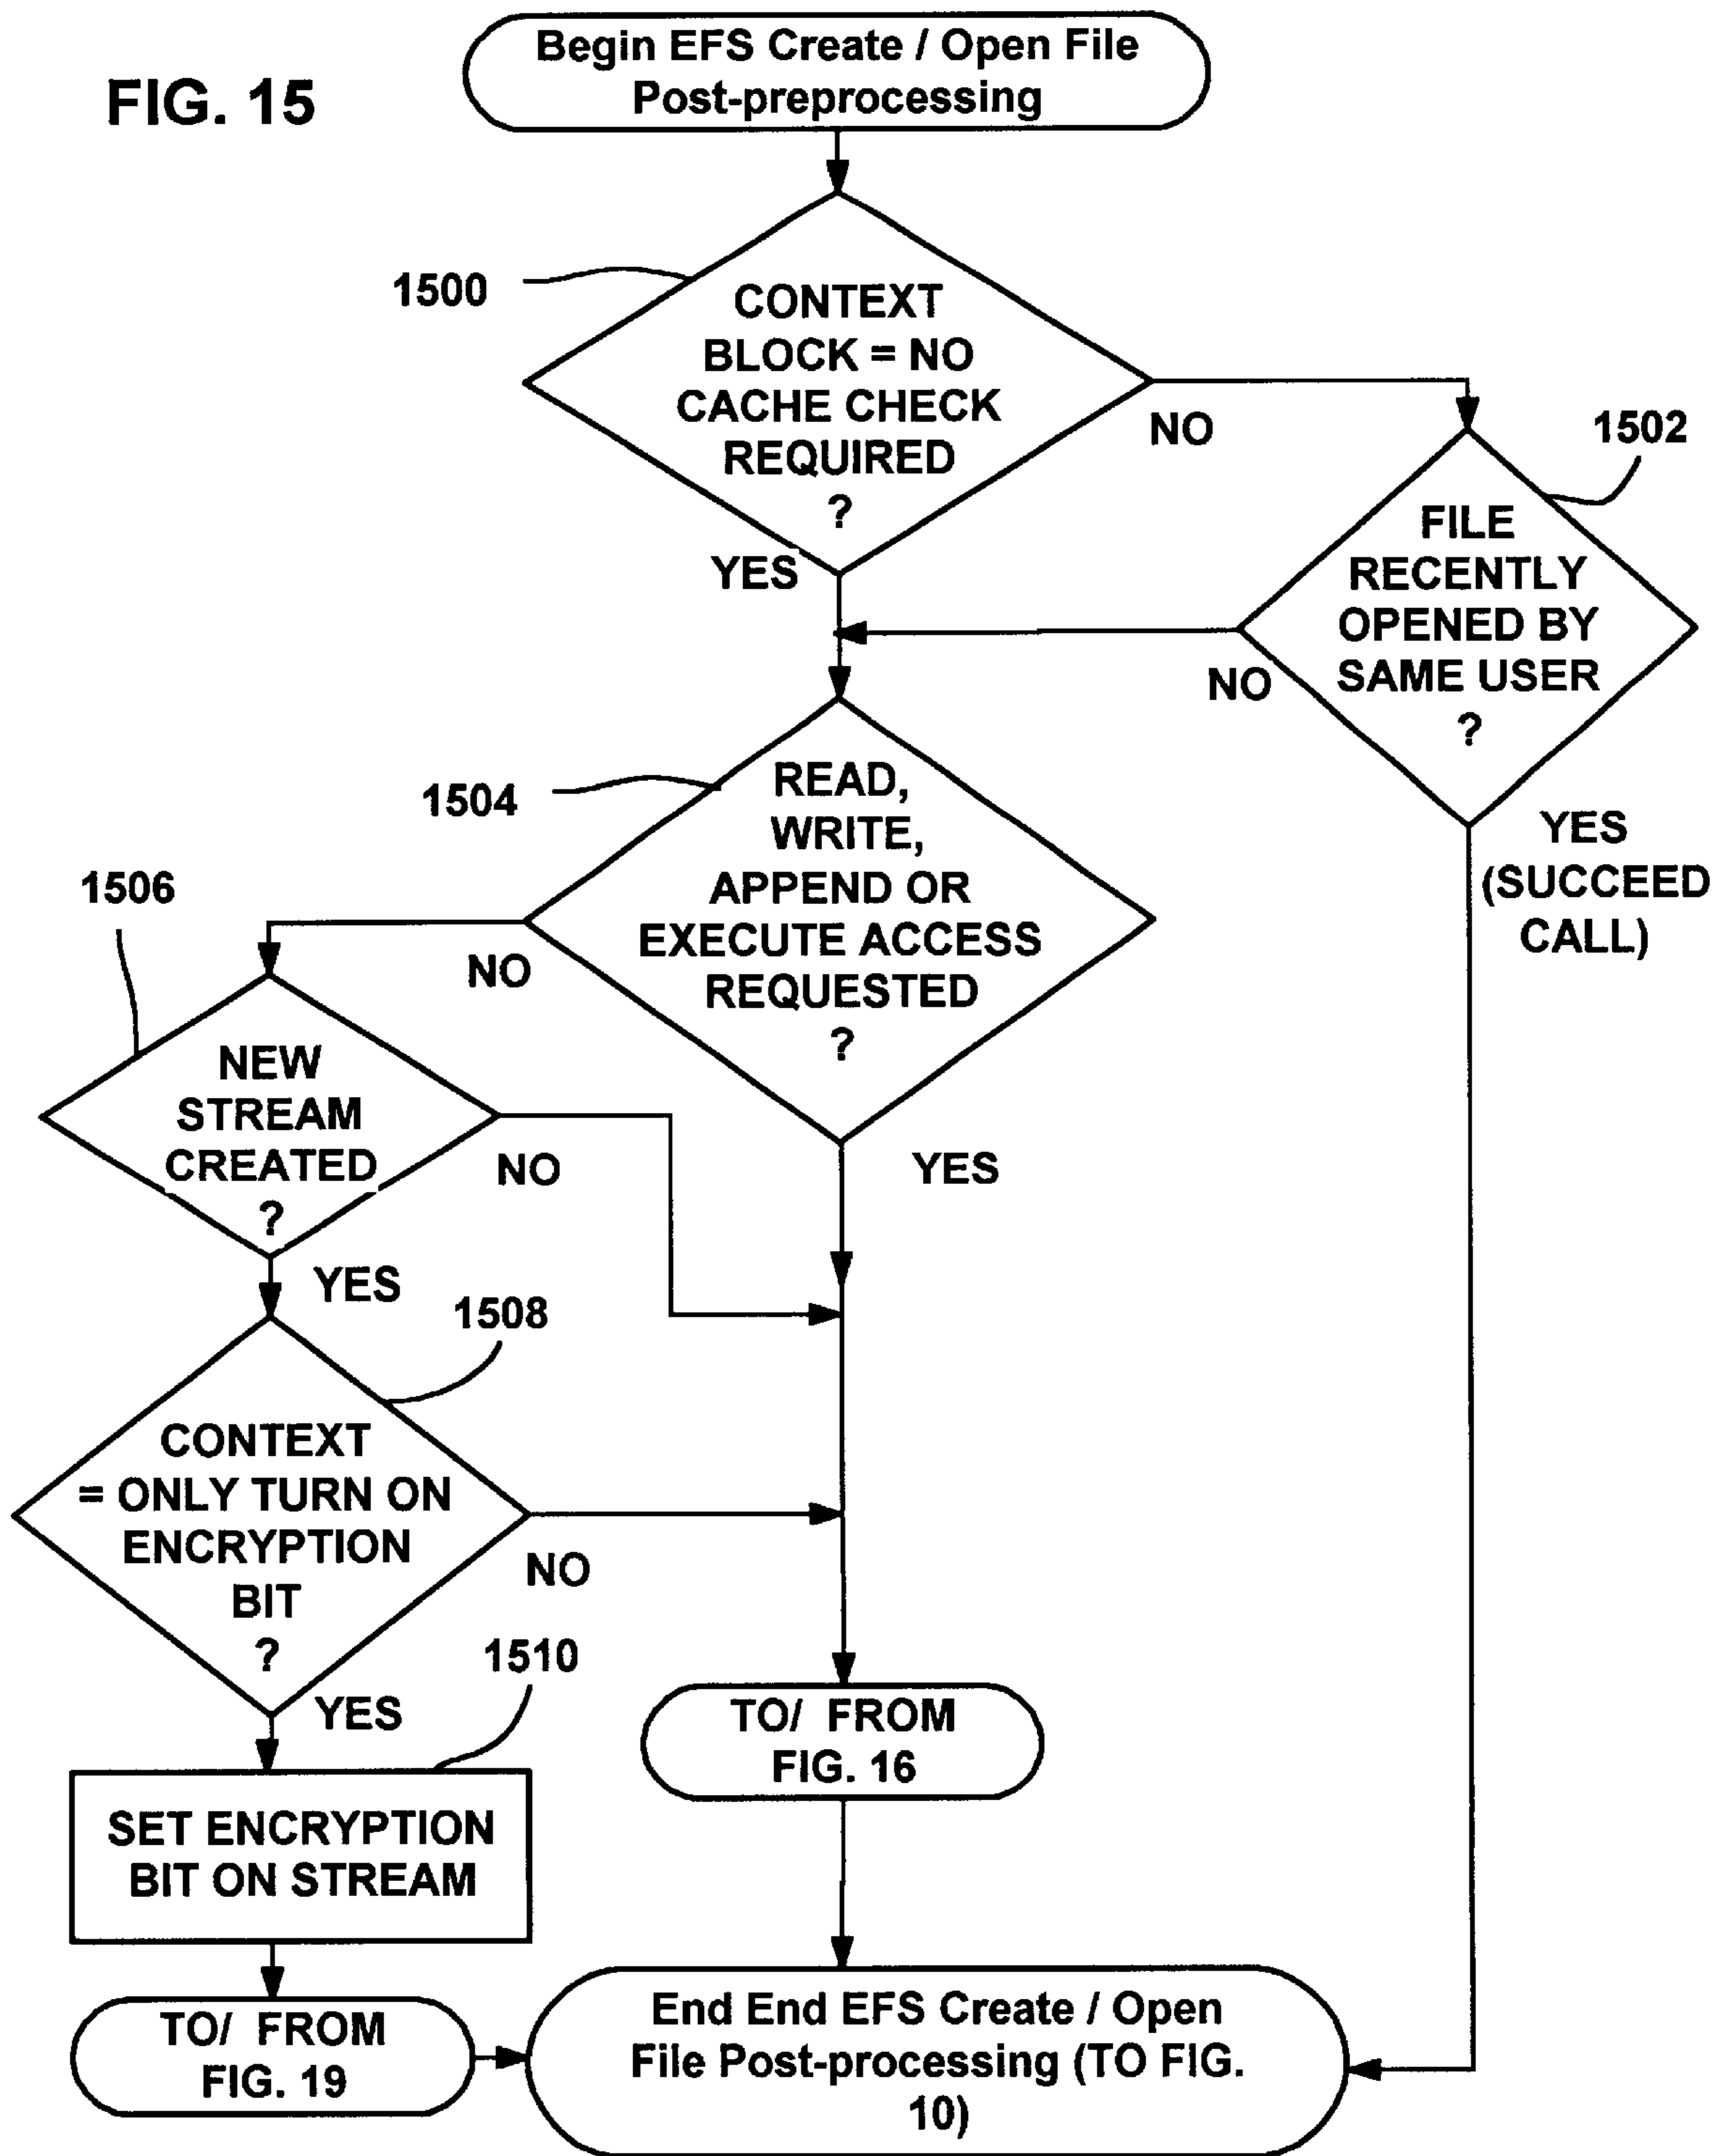 FIG. 15
Begin EFS Create / Open File
Post-preprocessing
1500
CONTEXT
BLOCK = NO
CACHE CHECK
REQUIRED
?
NO
YES
1502
FILE
RECENTLY
OPENED BY
SAME USER
?
NO
YES
(SUCCEED
CALL)
1504
READ,
WRITE,
APPEND OR
EXECUTE ACCESS
REQUESTED
?
NO
YES
1506
NEW
STREAM
CREATED
?
NO
YES
1508
CONTEXT
= ONLY TURN ON
ENCRYPTION
BIT
?
NO
YES
1510
SET ENCRYPTION
BIT ON STREAM
TO/ FROM
FIG. 16
TO/ FROM
FIG. 19
End End EFS Create / Open
File Post-processing (TO FIG.
10)